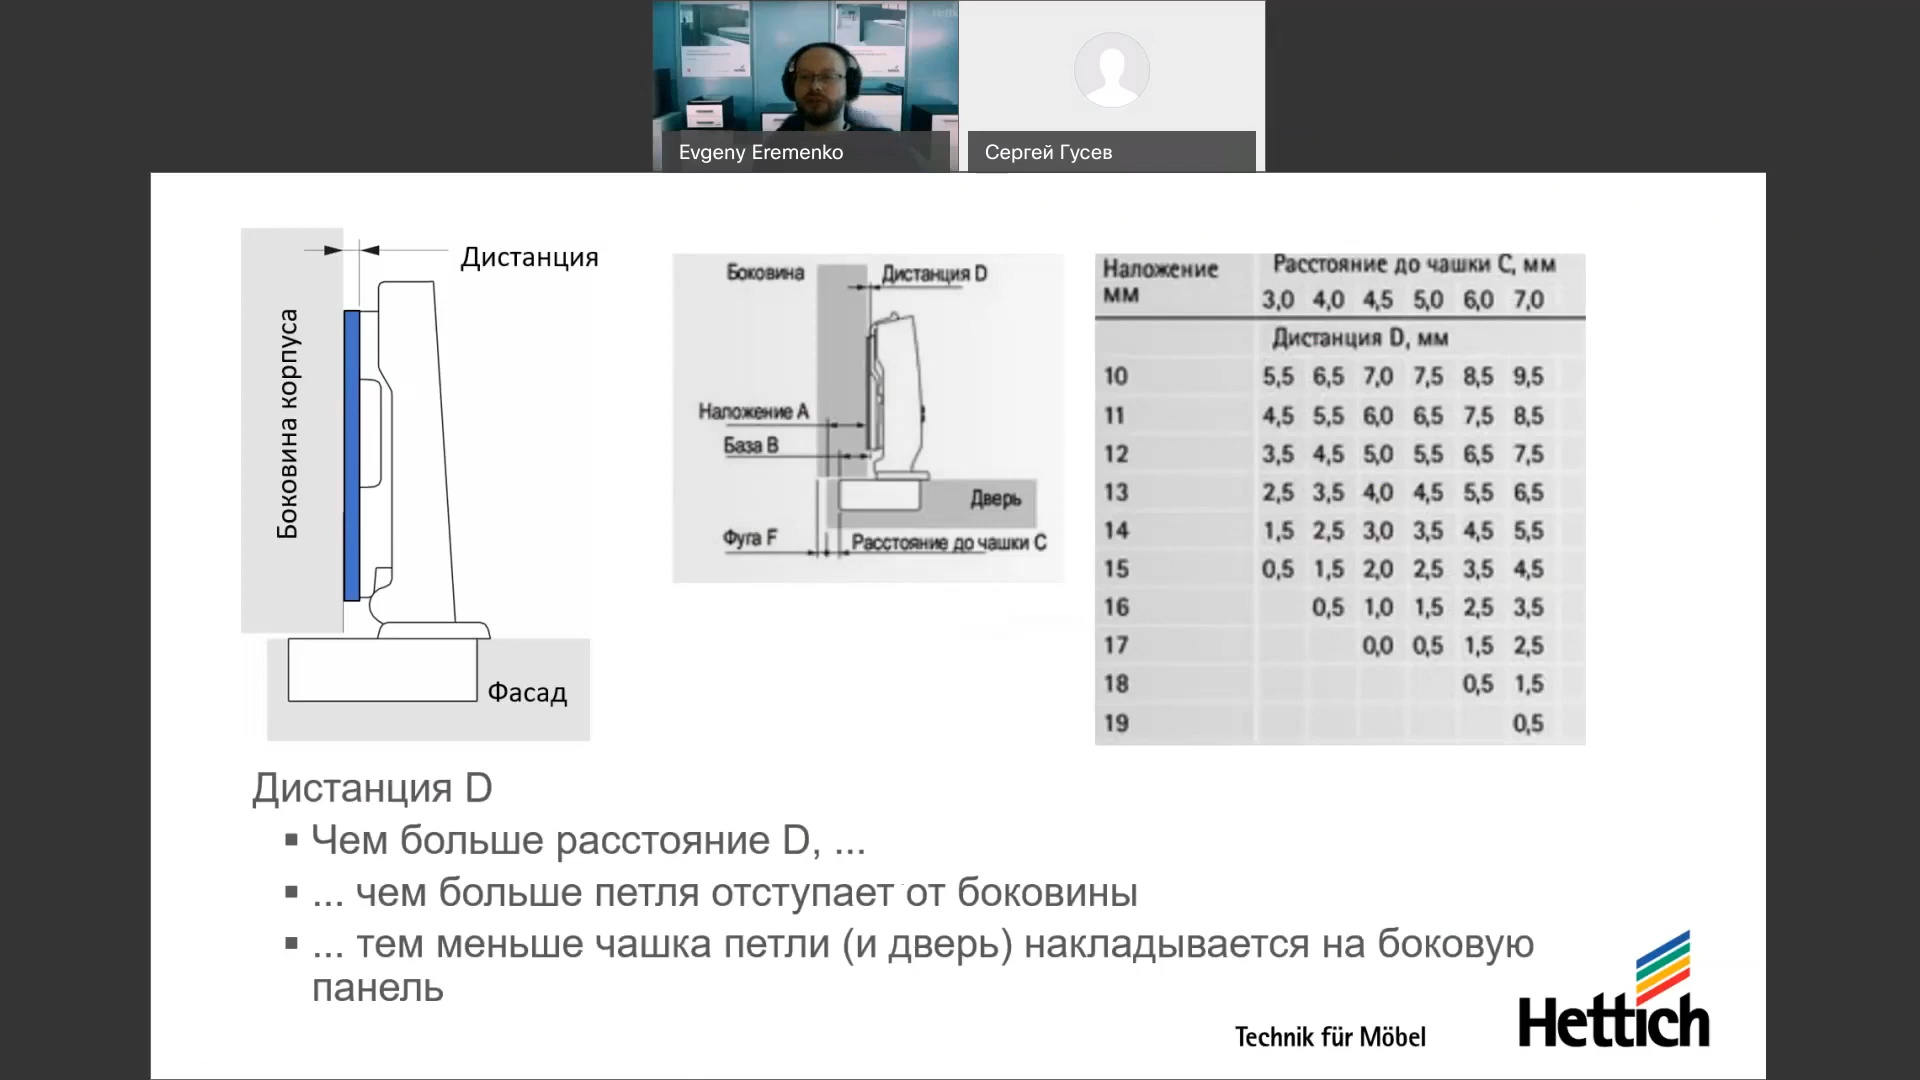 Evgeny Eremenko
Сергей Гусев
Дистанция
Боковина корпуса
Фасад
Боковина
Дистанция D
Наложение A
База B
Дверь
Фуга F
Расстояние до чашки C
Наложение мм
Расстояние до чашки C, мм
3,0 4,0 4,5 5,0 6,0 7,0
Дистанция D, мм
10 5,5 6,5 7,0 7,5 8,5 9,5
11 4,5 5,5 6,0 6,5 7,5 8,5
12 3,5 4,5 5,0 5,5 6,5 7,5
13 2,5 3,5 4,0 4,5 5,5 6,5
14 1,5 2,5 3,0 3,5 4,5 5,5
15 0,5 1,5 2,0 2,5 3,5 4,5
16 0,5 1,0 1,5 2,5 3,5
17 0,0 0,5 1,5 2,5
18 0,5 1,5
19 0,5
Дистанция D
▪ Чем больше расстояние D, ...
▪ ... чем больше петля отступает от боковины
▪ ... тем меньше чашка петли (и дверь) накладывается на боковую
панель
Technik für Möbel
Hettich